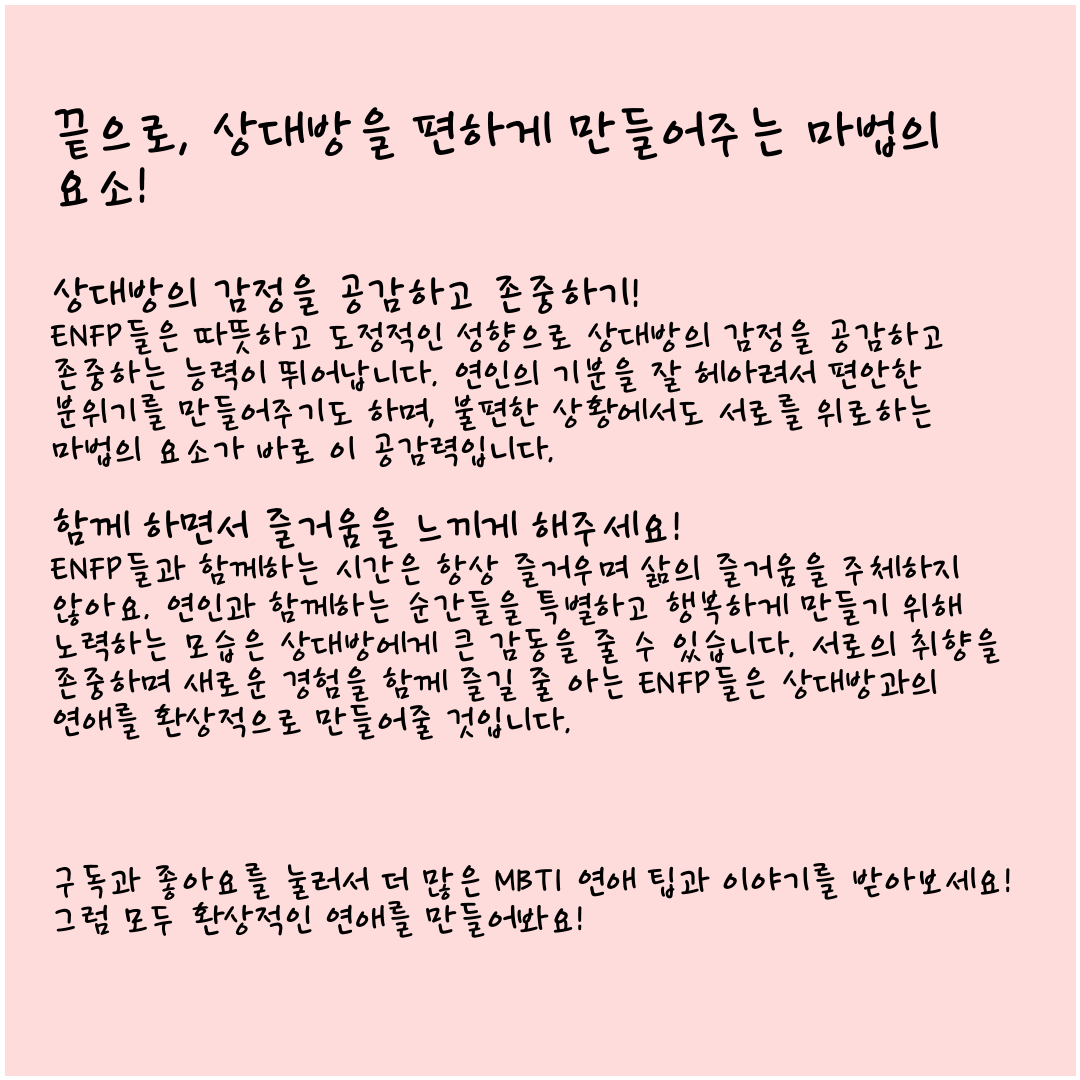 끝으로, 상대방을 편하게 만들어주는 마법의
요소!
상대방의 감정을 공감하고 존중하기!
ENFP들은 따뜻하고 도정적인 성향으로 상대방의 감정을 공감하고
존중하는 능력이 뛰어납니다. 연인의 기분을 잘 헤아려서 편안한
분위기를 만들어주기도 하며, 불편한 상황에서도 서로를 위로하는
마법의 요소가 바로 이 공감력입니다.
함께 하면서 즐거움을 느끼게 해주세요!
ENFP들과 함께하는 시간은 항상 즐거우며 삶의 즐거움을 주체하지
않아요. 연인과 함께하는 순간들을 특별하고 행복하게 만들기 위해
노력하는 모습은 상대방에게 큰 감동을 줄 수 있습니다. 서로의 취향을
존중하며 새로운 경험을 함께 즐길 줄 아는 ENFP들은 상대방과의
연애를 환상적으로 만들어줄 것입니다.
구독과 좋아요를 눌러서 더 많은 MBTI 연애 팁과 이야기를 받아보세요!
그럼 모두 환상적인 연애를 만들어봐요!